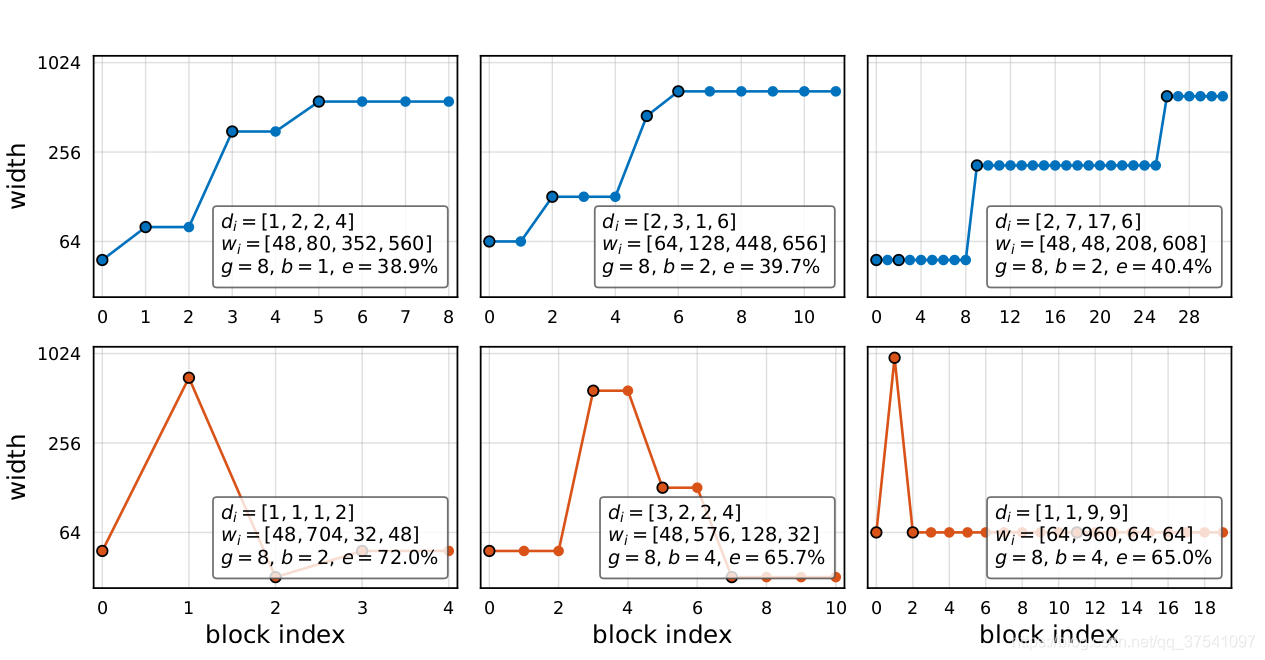 1024
256
64
width
d_i = [1, 2, 2, 4]
w_i = [48, 80, 352, 560]
g = 8, b = 1, e = 38.9%
0 1 2 3 4 5 6 7 8
d_i = [2, 3, 1, 6]
w_i = [64, 128, 448, 656]
g = 8, b = 2, e = 39.7%
0 2 4 6 8 10
d_i = [2, 7, 17, 6]
w_i = [48, 48, 208, 608]
g = 8, b = 2, e = 40.4%
0 4 8 12 16 20 24 28
1024
256
64
width
d_i = [1, 1, 1, 2]
w_i = [48, 704, 32, 48]
g = 8, b = 2, e = 72.0%
0 1 2 3 4
block index
d_i = [3, 2, 2, 4]
w_i = [48, 576, 128, 32]
g = 8, b = 4, e = 65.7%
0 2 4 6 8 10
block index
d_i = [1, 1, 9, 9]
w_i = [64, 960, 64, 64]
g = 8, b = 4, e = 65.0%
0 2 4 6 8 10 12 14 16 18
block index
https://blog.csdn.net/qq_37541097